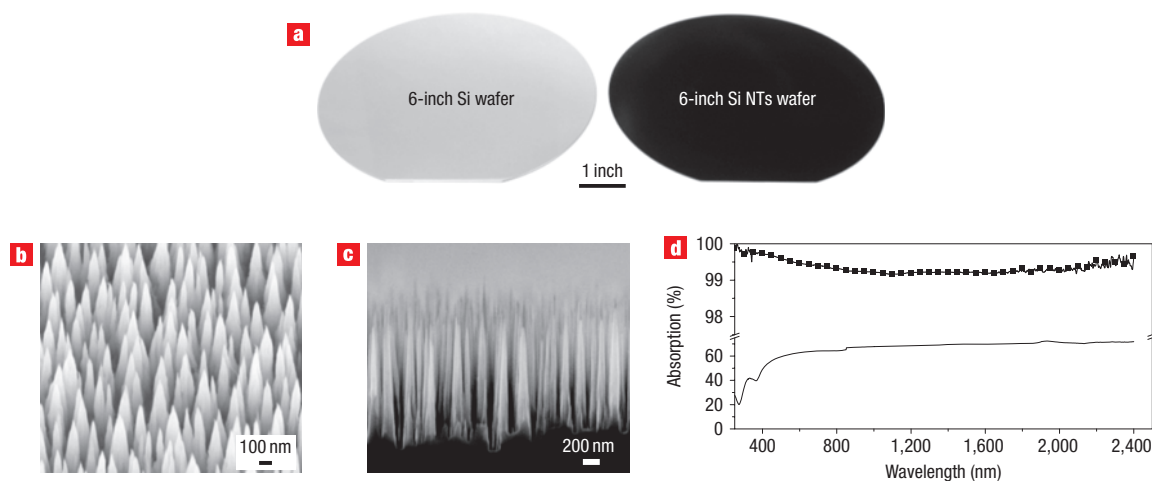 a
6-inch Si wafer
6-inch Si NTs wafer
1 inch
b
100 nm
c
200 nm
d
100
99
98
60
40
20
0
Absorption (%)
400
800
1,200
1,600
2,000
2,400
Wavelength (nm)